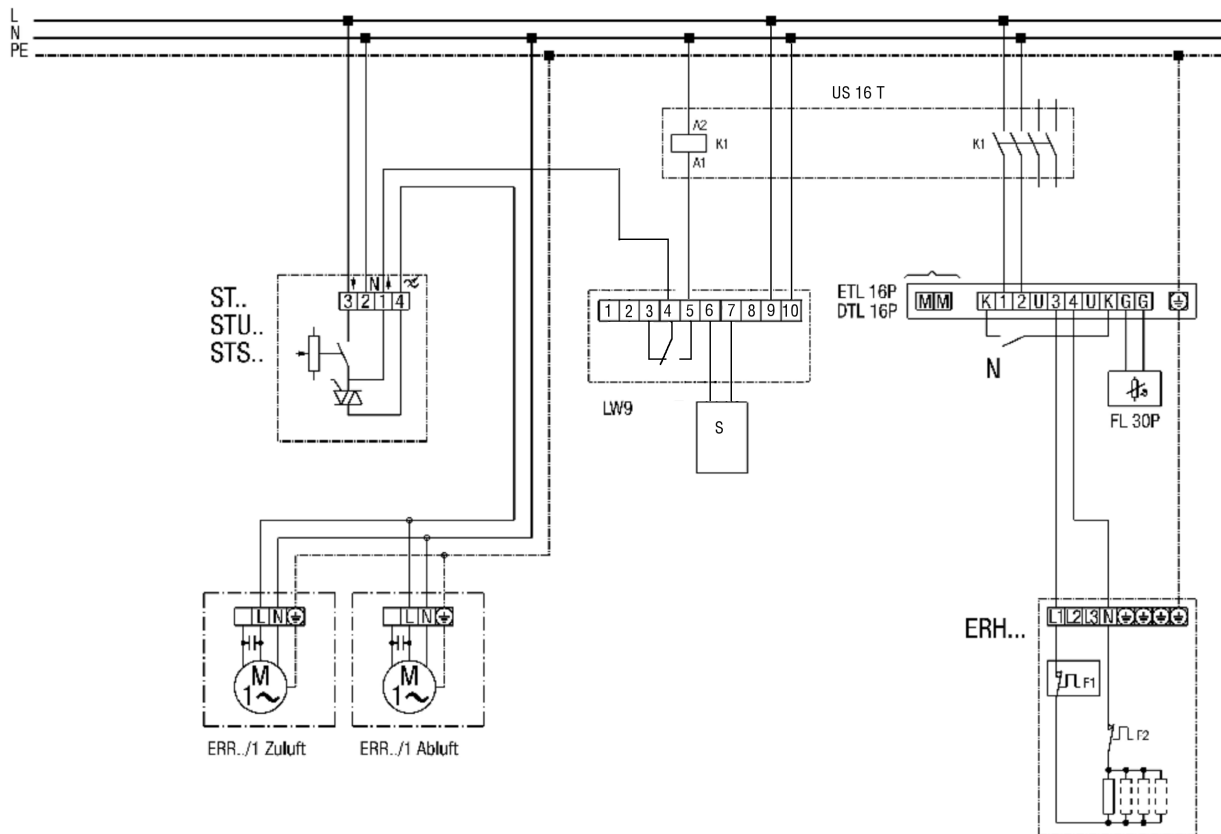 L
N
PE
US 16 T
A2
K1
A1
K1
N
3 2 1 4
ST..
STU..
STS..
1 2 3 4 5 6 7 8 9 10
LW9
S
ETL 16P
DTL 16P
M M
K 1 2 U 3 4 U K G G
N
FL 30P
L N
M
1~
ERR../1 Zuluft
L N
M
1~
ERR../1 Abluft
ERH...
L1 L2 L3 N
F1
F2